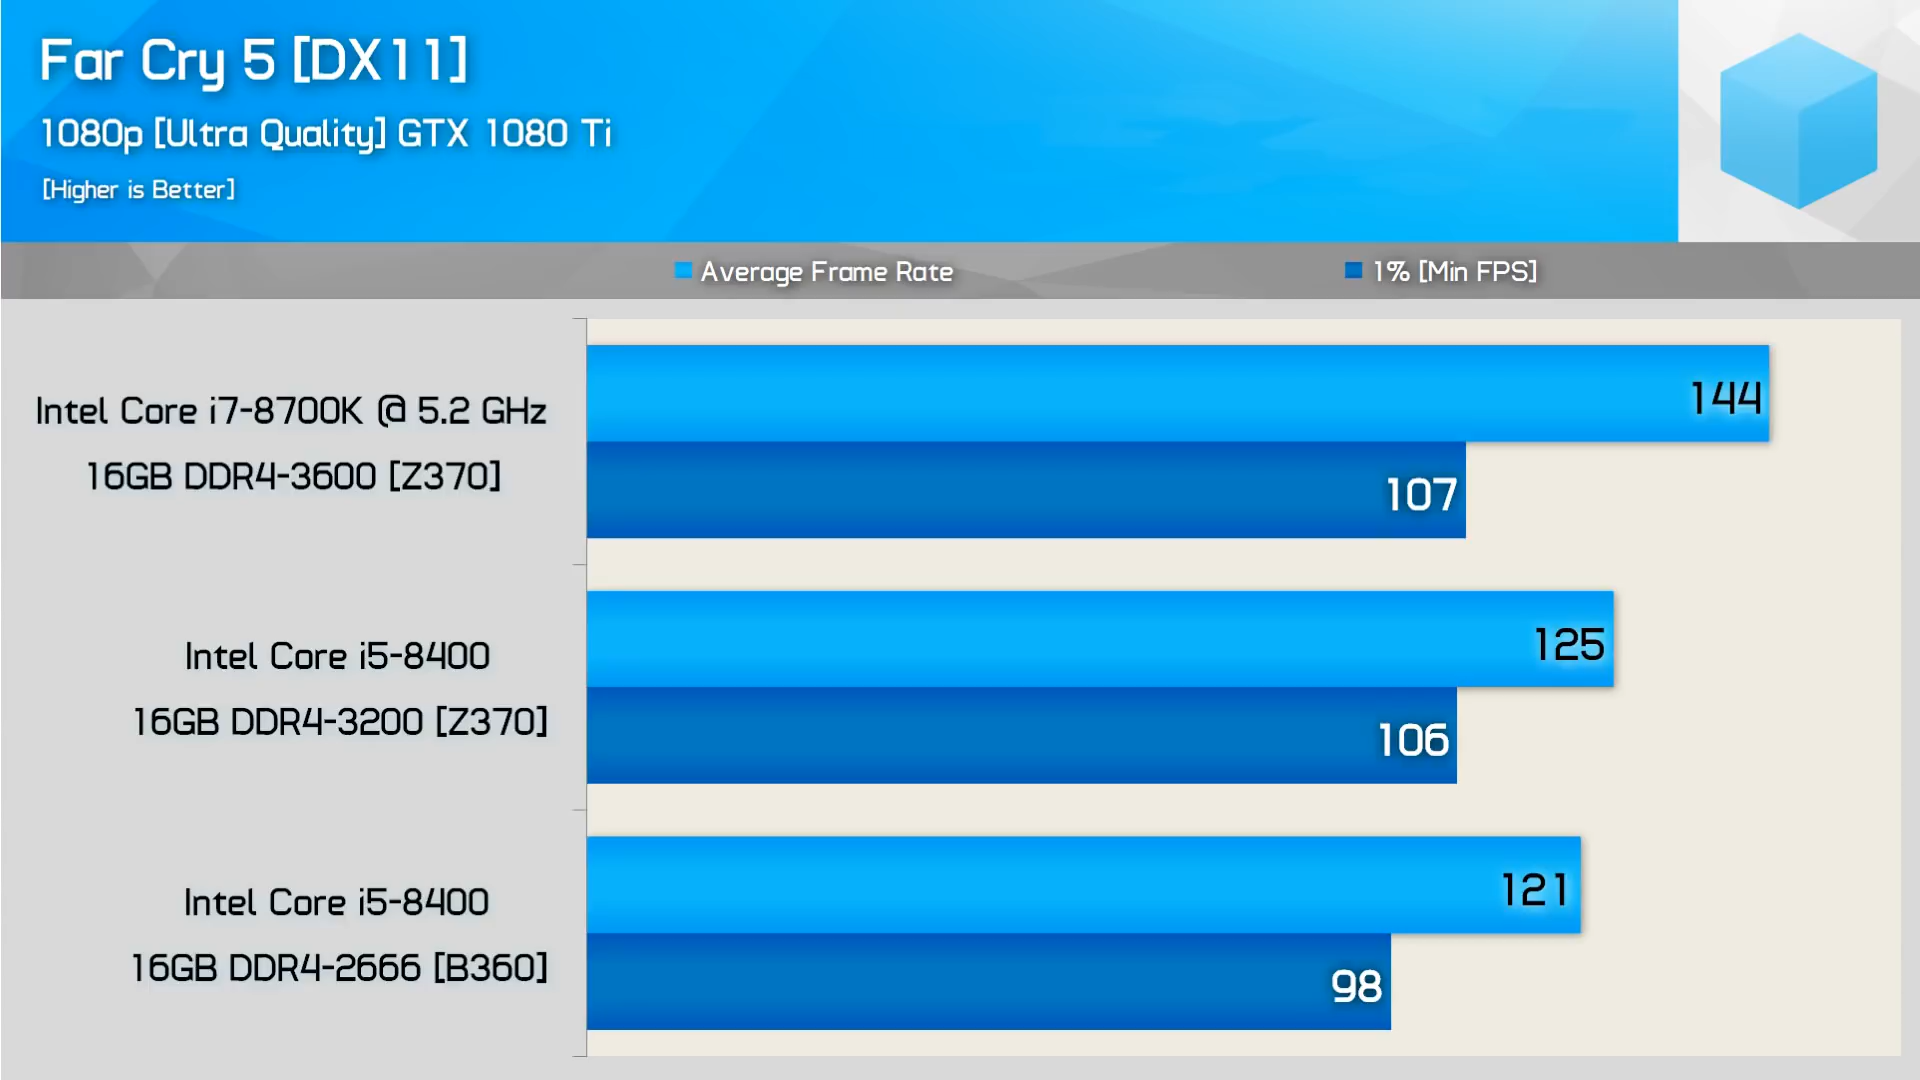 Far Cry 5 [DX11]
1080p [Ultra Quality] GTX 1080 Ti
[Higher is Better]
Average Frame Rate
1% [Min FPS]
Intel Core i7-8700K @ 5.2 GHz
16GB DDR4-3600 [Z370]
144
107
Intel Core i5-8400
16GB DDR4-3200 [Z370]
125
106
Intel Core i5-8400
16GB DDR4-2666 [B360]
121
98